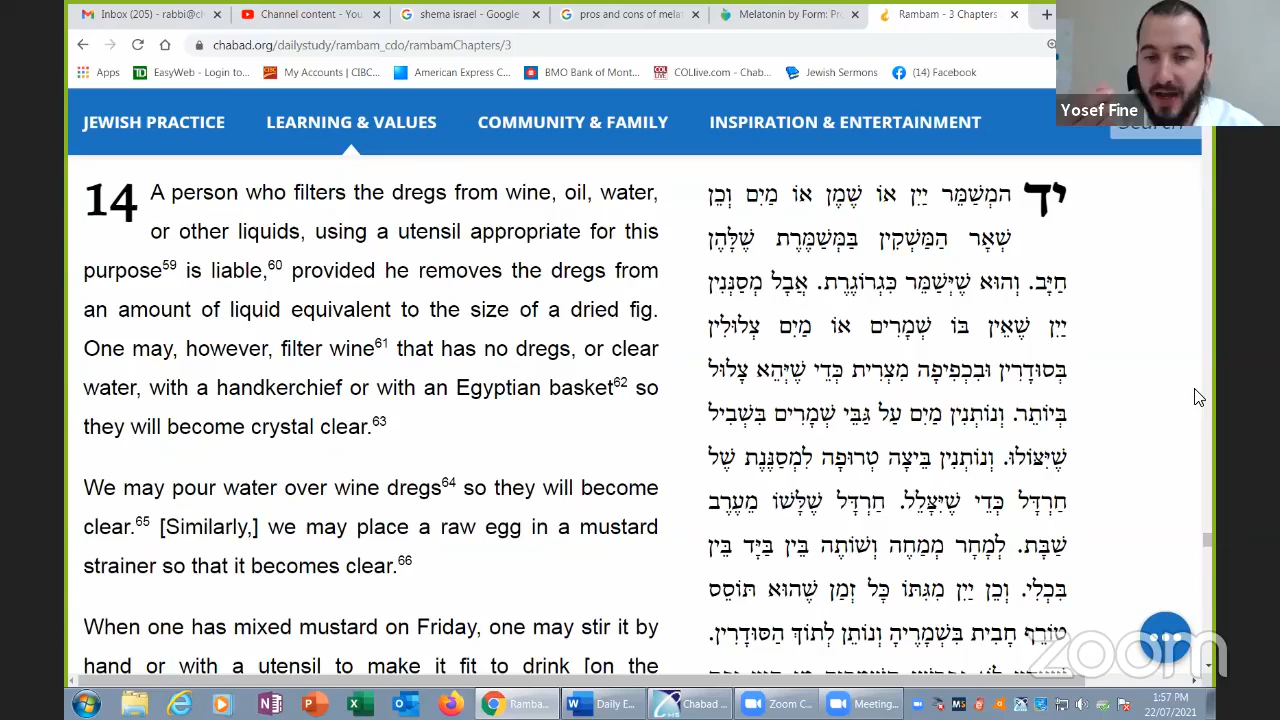 Inbox (205) - rabbi@c
Channel content - You
shema israel - Google
pros and cons of melat
Melatonin by Form: Pr
Rambam - 3 Chapters
chabad.org/dailystudy/rambam_cdo/rambamChapters/3
Apps
EasyWeb - Login to...
My Accounts | CIBC...
American Express C...
BMO Bank of Mont...
COLlive.com - Chab...
Jewish Sermons
(14) Facebook
Yosef Fine
JEWISH PRACTICE
LEARNING & VALUES
COMMUNITY & FAMILY
INSPIRATION & ENTERTAINMENT
Search
14 A person who filters the dregs from wine, oil, water,
or other liquids, using a utensil appropriate for this
purpose59 is liable,60 provided he removes the dregs from
an amount of liquid equivalent to the size of a dried fig.
One may, however, filter wine61 that has no dregs, or clear
water, with a handkerchief or with an Egyptian basket62 so
they will become crystal clear.63
We may pour water over wine dregs64 so they will become
clear.65 [Similarly,] we may place a raw egg in a mustard
strainer so that it becomes clear.66
When one has mixed mustard on Friday, one may stir it by
hand or with a utensil to make it fit to drink [on the
יד הַמְשַׁמֵּר יַיִן אוֹ שֶׁמֶן אוֹ מַיִם וְכֵן
שְׁאָר הַמַּשְׁקִין בַּמְשַׁמֶּרֶת שֶׁלָּהֶן
חַיָּב. וְהוּא שֶׁיְּשַׁמֵּר כִּגְרוֹגֶרֶת. אֲבָל מְסַנְּנִין
יַיִן שֶׁאֵין בּוֹ שְׁמָרִים אוֹ מַיִם צְלוּלִין
בְּסוּדָרִין וּבִכְפִיפָה מִצְרִית כְּדֵי שֶׁיְּהֵא צָלוּל
בְּיוֹתֵר. וְנוֹתְנִין מַיִם עַל גַּבֵּי שְׁמָרִים בִּשְׁבִיל
שֶׁיִּצּוֹלוּ. וְנוֹתְנִין בֵּיצָה טְרוּפָה לִמְסַנֶּנֶת שֶׁל
חַרְדָּל כְּדֵי שֶׁיִּצָּלֵל. חַרְדָּל שֶׁלָּשׁוֹ מֵעֶרֶב
שַׁבָּת. לְמָחָר מְמַחֶה וְשׁוֹתֶה בֵּין בַּיָּד בֵּין
בִּכְלִי. וְכֵן יַיִן מִגִּתּוֹ כָּל זְמַן שֶׁהוּא תּוֹסֵס
טוֹרֵף חָבִית בִּשְׁמָרֶיהָ וְנוֹתֵן לְתוֹךְ הַסּוּדָרִין.
zoom
Ramba...
Daily E...
Chabad ...
Zoom C...
Meeting...
1:57 PM
22/07/2021